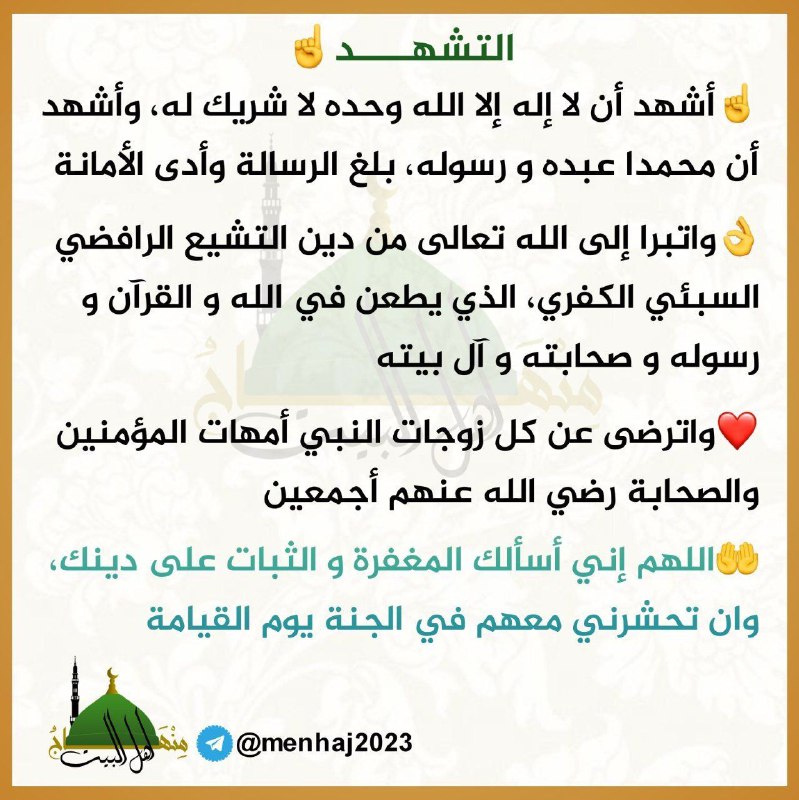 التشهـــــد ☝️
☝️أشهد أن لا إله إلا الله وحده لا شريك له، وأشهد
أن محمدا عبده و رسوله، بلغ الرسالة وأدى الأمانة
👌واتبرا إلى الله تعالى من دين التشيع الرافضي
السبئي الكفري، الذي يطعن في الله و القرآن و
رسوله و صحابته و آل بيته
❤️واترضى عن كل زوجات النبي أمهات المؤمنين
والصحابة رضي الله عنهم أجمعين
🤲اللهم إني أسألك المغفرة و الثبات على دينك،
وان تحشرني معهم في الجنة يوم القيامة
منهاج
أهل البيت
@menhaj2023